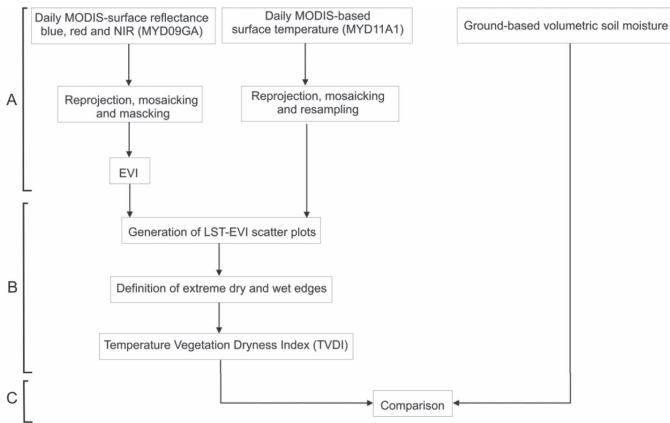 Daily MODIS-surface reflectance
blue, red and NIR (MYD09GA)
Daily MODIS-based
surface temperature (MYD11A1)
Ground-based volumetric soil moisture
A
Reprojection, mosaicking
and mascking
Reprojection, mosaicking
and resampling
EVI
Generation of LST-EVI scatter plots
B
Definition of extreme dry and wet edges
Temperature Vegetation Dryness Index (TVDI)
C
Comparison